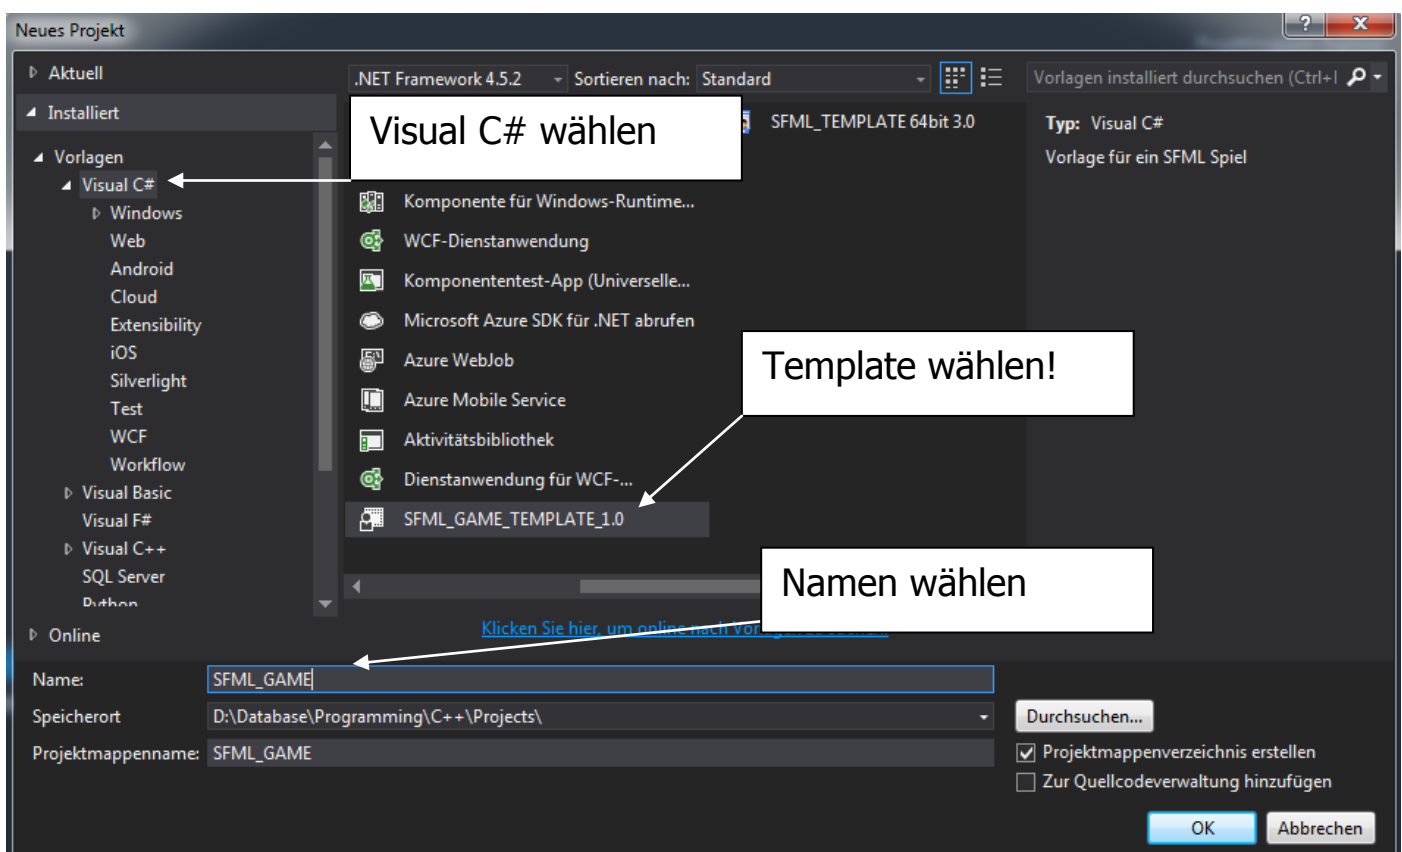 Neues Projekt
?
X
Aktuell
.NET Framework 4.5.2
Sortieren nach: Standard
Vorlagen installiert durchsuchen (Ctrl+
Installiert
Vorlagen
Visual C#
Windows
Web
Android
Cloud
Extensibility
iOS
Silverlight
Test
WCF
Workflow
Visual Basic
Visual F#
Visual C++
SQL Server
Python
Online
Visual C# wählen
SFML_TEMPLATE 64bit 3.0
Komponente für Windows-Runtime...
WCF-Dienstanwendung
Komponententest-App (Universelle...
Microsoft Azure SDK für .NET abrufen
Azure WebJob
Azure Mobile Service
Aktivitätsbibliothek
Dienstanwendung für WCF-...
SFML_GAME_TEMPLATE_1.0
Template wählen!
Namen wählen
Klicken Sie hier, um online nach
Typ: Visual C#
Vorlage für ein SFML Spiel
Name: SFML_GAME
Speicherort D:\Database\Programming\C++\Projects\
Durchsuchen...
Projektmappenname: SFML_GAME
Projektmappenverzeichnis erstellen
Zur Quellcodeverwaltung hinzufügen
OK
Abbrechen